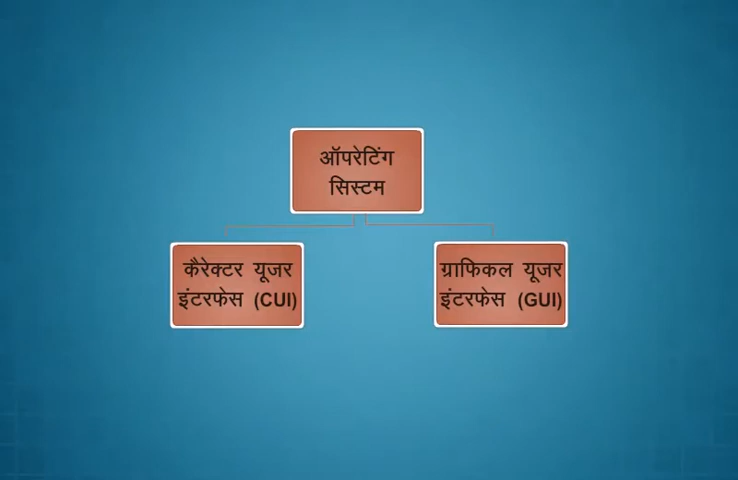 ऑपरेटिंग
सिस्टम
कैरेक्टर यूजर
इंटरफेस (CUI)
ग्राफिकल यूजर
इंटरफेस (GUI)